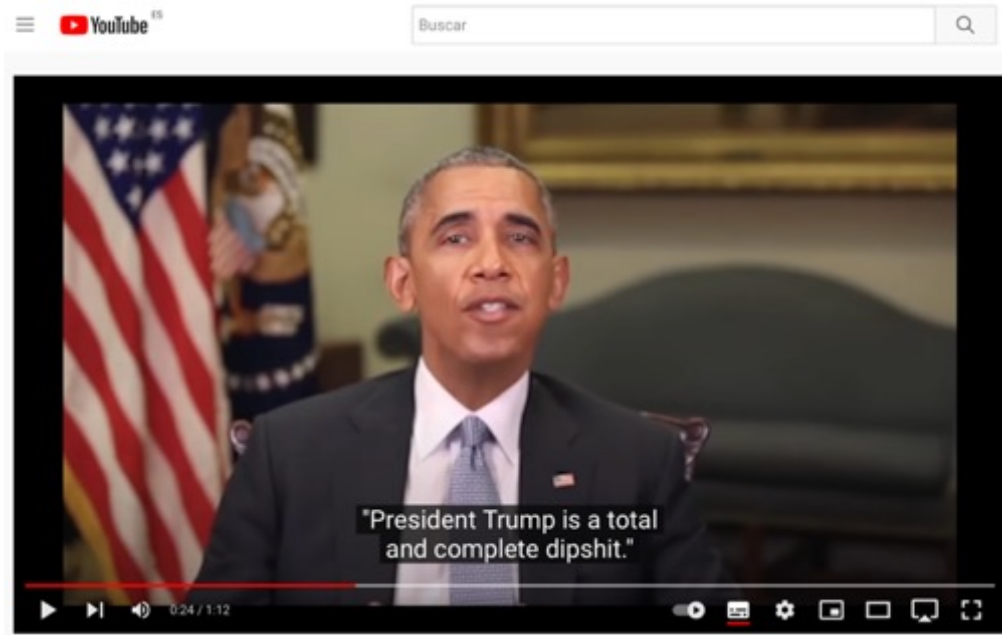 YouTube ES
Buscar
"President Trump is a total
and complete dipshit."
0:24 / 1:12